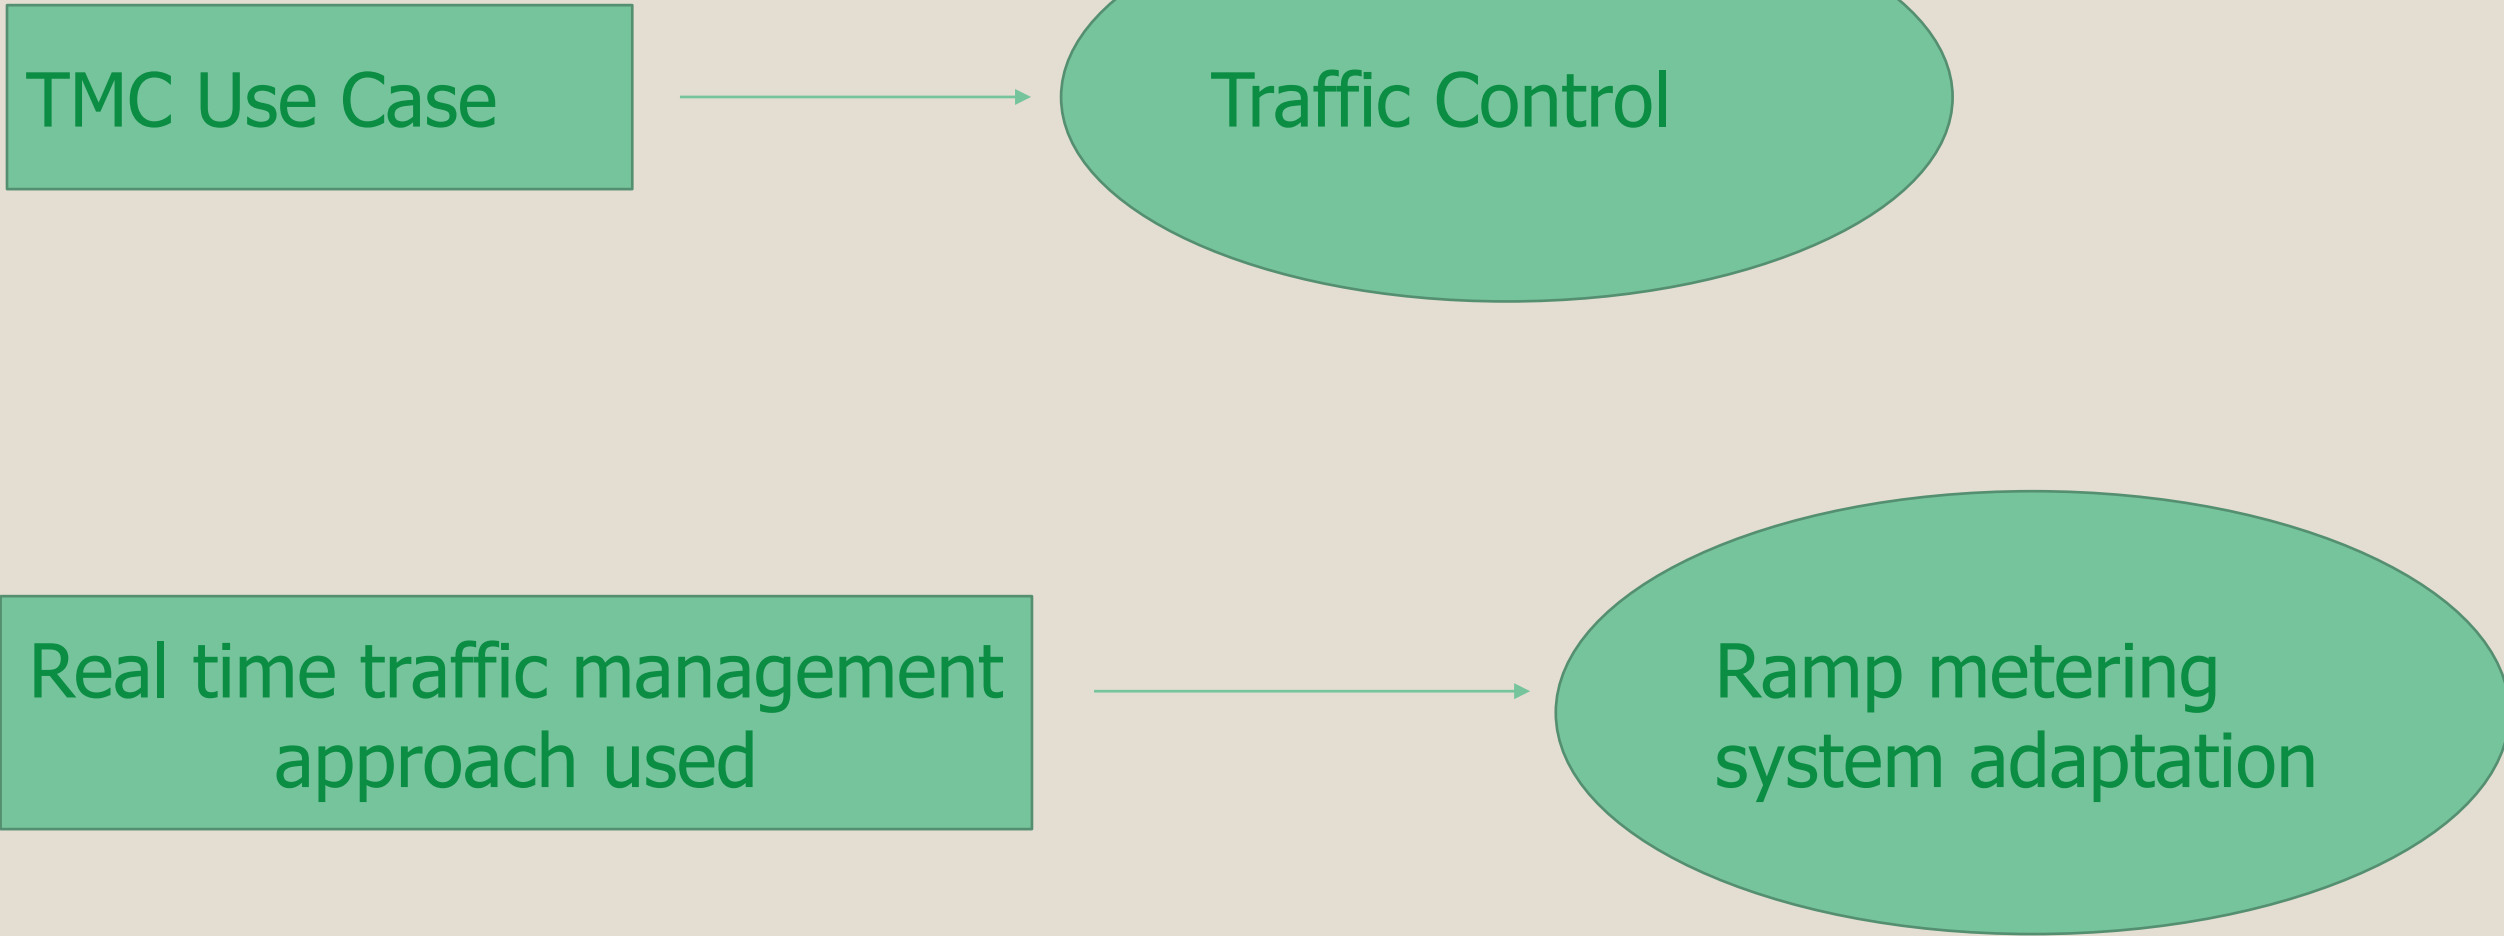 TMC Use Case
Traffic Control
Real time traffic management
approach used
Ramp metering
system adaptation